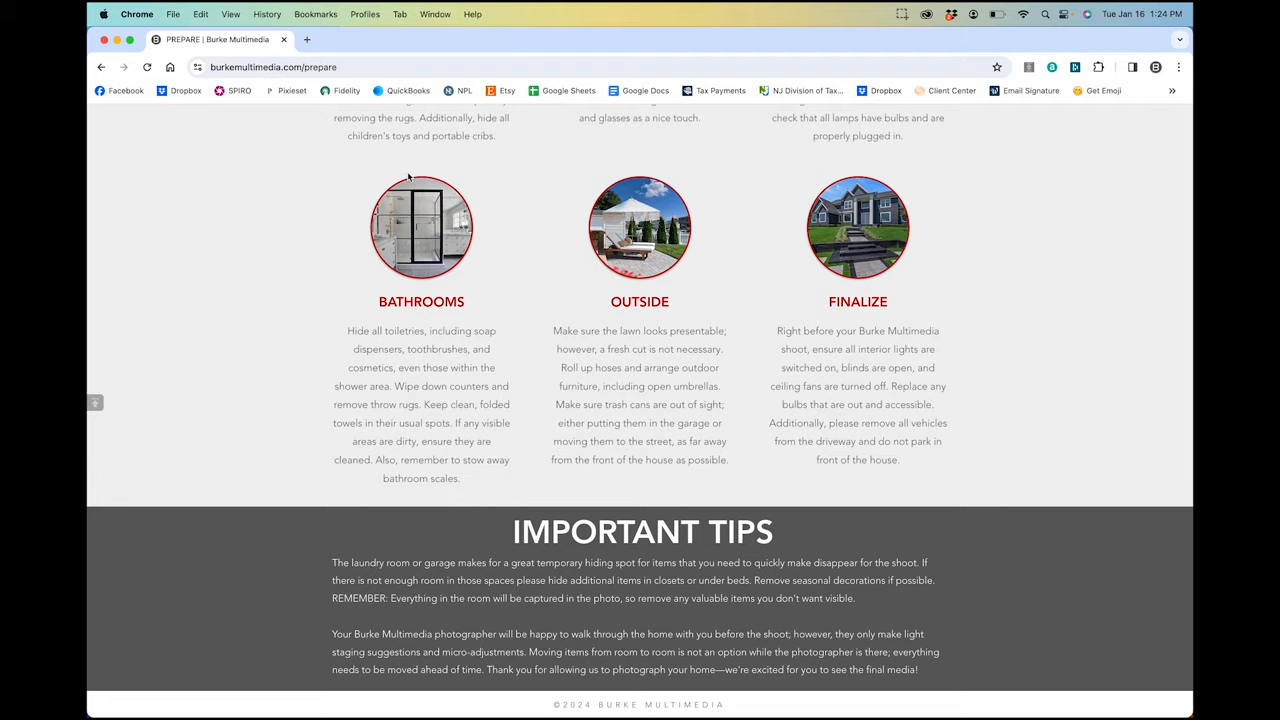 Chrome File Edit View History Bookmarks Profiles Tab Window Help Tue Jan 16 1:24 PM
PREPARE | Burke Multimedia
burkemultimedia.com/prepare
Facebook Dropbox SPIRO Pixieset Fidelity QuickBooks NPL Etsy Google Sheets Google Docs Tax Payments NJ Division of Tax... Dropbox Client Center Email Signature Get Emoji
removing the rugs. Additionally, hide all
children's toys and portable cribs.
and glasses as a nice touch.
check that all lamps have bulbs and are
properly plugged in.
BATHROOMS
Hide all toiletries, including soap
dispensers, toothbrushes, and
cosmetics, even those within the
shower area. Wipe down counters and
remove throw rugs. Keep clean, folded
towels in their usual spots. If any visible
areas are dirty, ensure they are
cleaned. Also, remember to stow away
bathroom scales.
OUTSIDE
Make sure the lawn looks presentable;
however, a fresh cut is not necessary.
Roll up hoses and arrange outdoor
furniture, including open umbrellas.
Make sure trash cans are out of sight;
either putting them in the garage or
moving them to the street, as far away
from the front of the house as possible.
FINALIZE
Right before your Burke Multimedia
shoot, ensure all interior lights are
switched on, blinds are open, and
ceiling fans are turned off. Replace any
bulbs that are out and accessible.
Additionally, please remove all vehicles
from the driveway and do not park in
front of the house.
IMPORTANT TIPS
The laundry room or garage makes for a great temporary hiding spot for items that you need to quickly make disappear for the shoot. If
there is not enough room in those spaces please hide additional items in closets or under beds. Remove seasonal decorations if possible.
REMEMBER: Everything in the room will be captured in the photo, so remove any valuable items you don't want visible.
Your Burke Multimedia photographer will be happy to walk through the home with you before the shoot; however, they only make light
staging suggestions and micro-adjustments. Moving items from room to room is not an option while the photographer is there; everything
needs to be moved ahead of time. Thank you for allowing us to photograph your home—we're excited for you to see the final media!
©2024 BURKE MULTIMEDIA